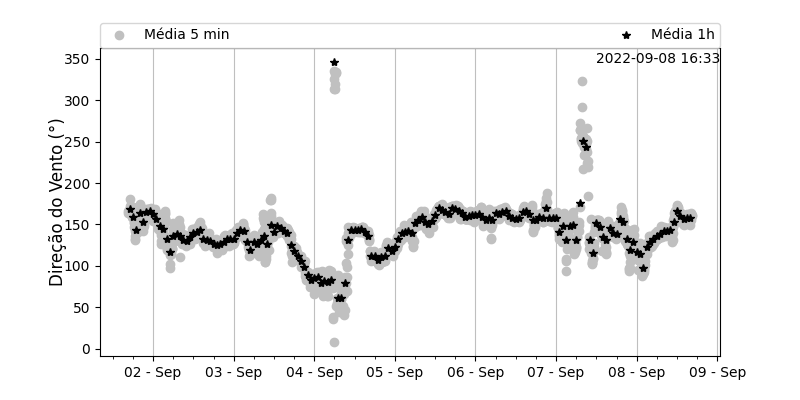 Média 5 min
Média 1h
2022-09-08 16:33
Direção do Vento (°)
350
300
250
200
150
100
50
0
02 - Sep
03 - Sep
04 - Sep
05 - Sep
06 - Sep
07 - Sep
08 - Sep
09 - Sep